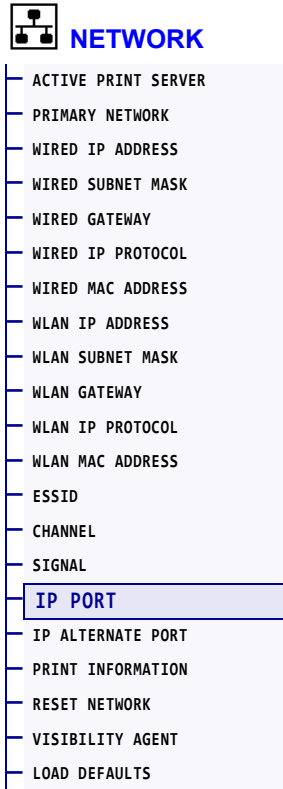 NETWORK
ACTIVE PRINT SERVER
PRIMARY NETWORK
WIRED IP ADDRESS
WIRED SUBNET MASK
WIRED GATEWAY
WIRED IP PROTOCOL
WIRED MAC ADDRESS
WLAN IP ADDRESS
WLAN SUBNET MASK
WLAN GATEWAY
WLAN IP PROTOCOL
WLAN MAC ADDRESS
ESSID
CHANNEL
SIGNAL
IP PORT
IP ALTERNATE PORT
PRINT INFORMATION
RESET NETWORK
VISIBILITY AGENT
LOAD DEFAULTS